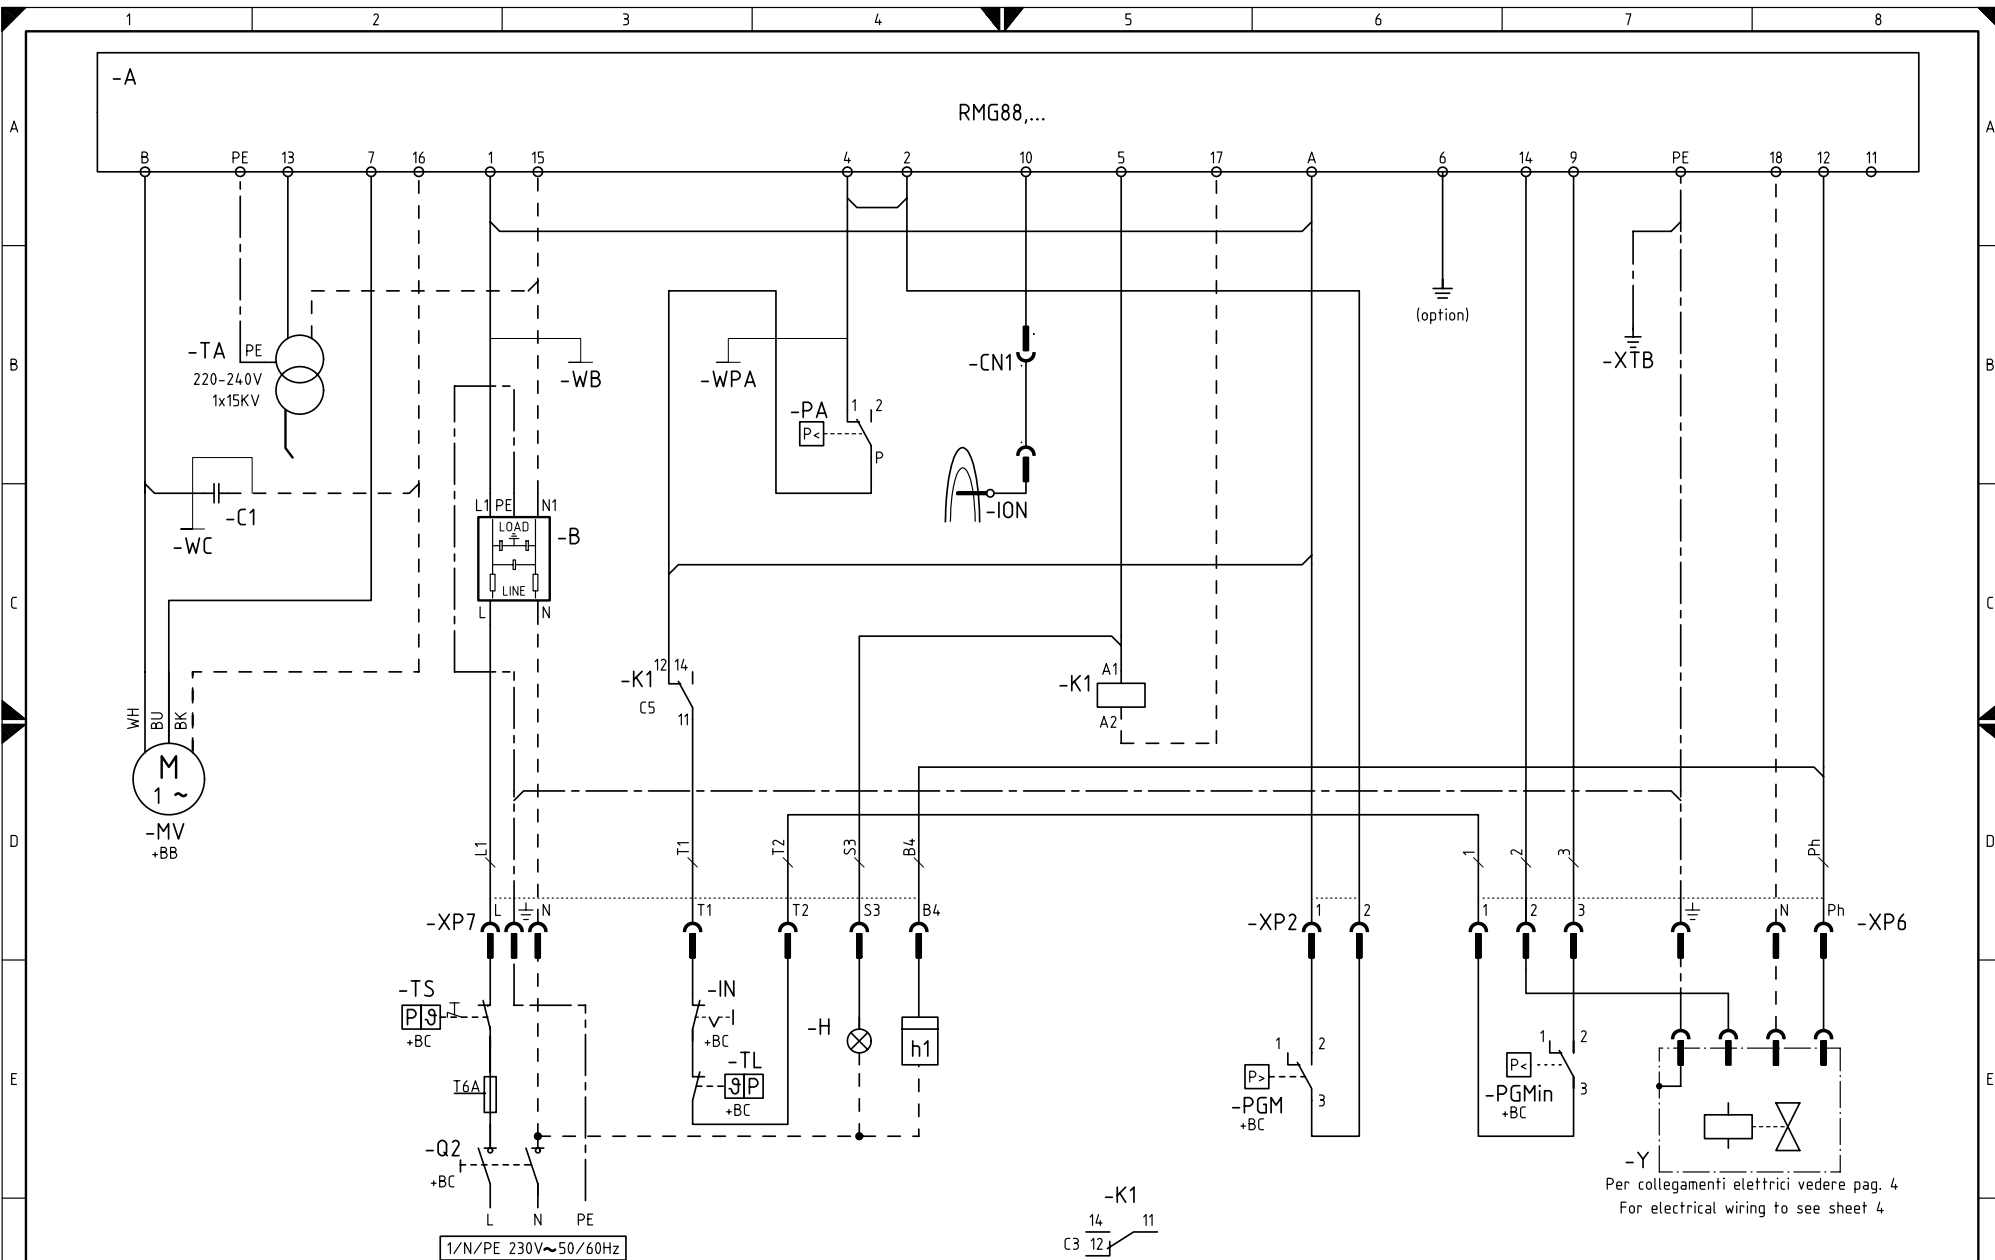 1 2 3 4 5 6 7 8
-A
RMG88,...
A A
B PE 13 7 16 1 15 4 2 10 5 17 A 6 14 9 PE 18 12 11
(option)
-TA PE
220-240V
1x15KV
-WB
-WPA
-CN1
-XTB
B B
-PA 1 2
P<
P
-C1
-WC
L1 PE N1
LOAD
-B
LINE
L N
-ION
C C
-K1 12 14
C5
11
-K1 A1
A2
WH BU BK
M
1 ~
-MV
+BB
D D
L1 T1 T2 S3 B4 1 2 3 Ph
-XP7 L N T1 T2 S3 B4 -XP2 1 2 1 2 3 N Ph -XP6
-TS
P ϑ
+BC
-IN
+BC
-H
h1
-TL
ϑ P
+BC
1 2
P>
3
-PGM
+BC
1 2
P<
3
-PGMin
+BC
E E
T6A
-Q2
+BC
-Y
Per collegamenti elettrici vedere pag. 4
For electrical wiring to see sheet 4
L N PE
1/N/PE 230V~50/60Hz
-K1
14 11
C3 12